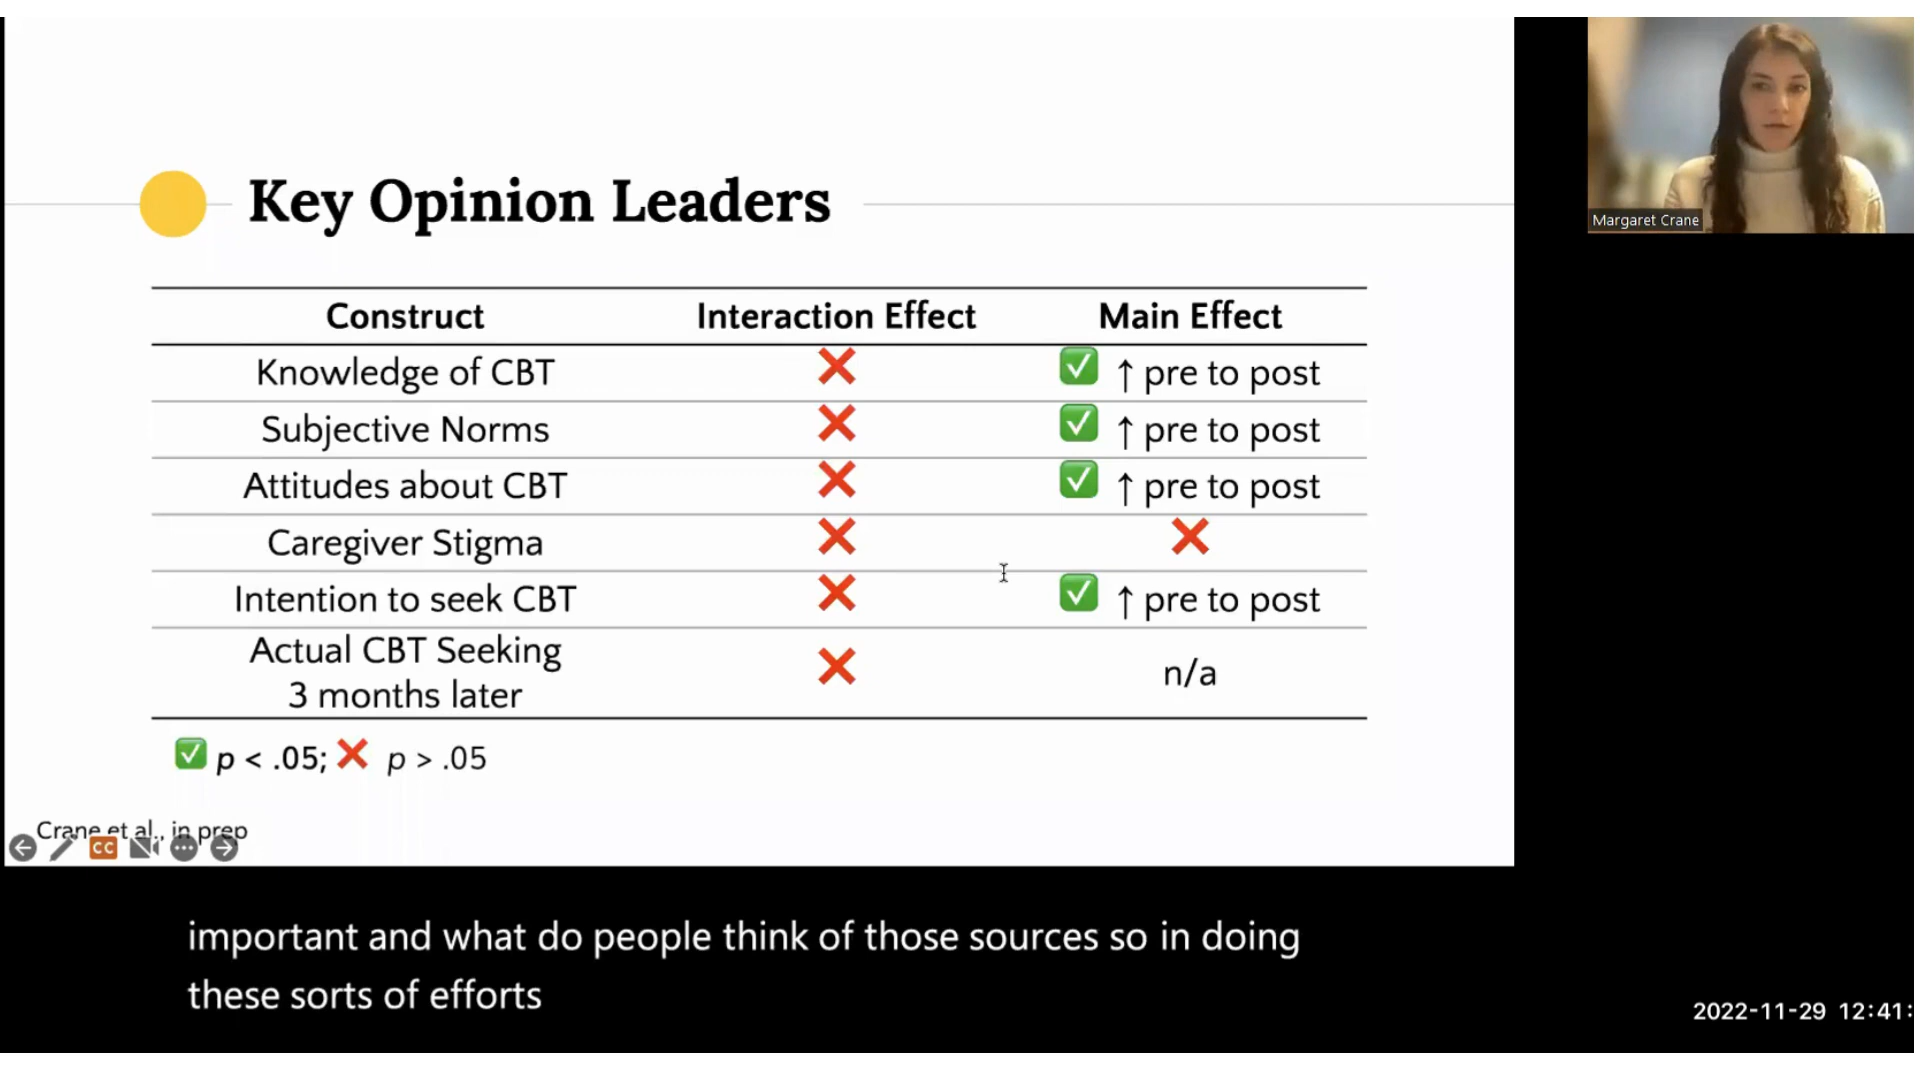 Key Opinion Leaders
Construct Interaction Effect Main Effect
Knowledge of CBT ❌ ✅ ↑ pre to post
Subjective Norms ❌ ✅ ↑ pre to post
Attitudes about CBT ❌ ✅ ↑ pre to post
Caregiver Stigma ❌ ❌
Intention to seek CBT ❌ ✅ ↑ pre to post
Actual CBT Seeking
3 months later ❌ n/a
✅ p < .05; ❌ p > .05
Crane et al., in prep
CC
Margaret Crane
important and what do people think of those sources so in doing
these sorts of efforts
2022-11-29 12:41: